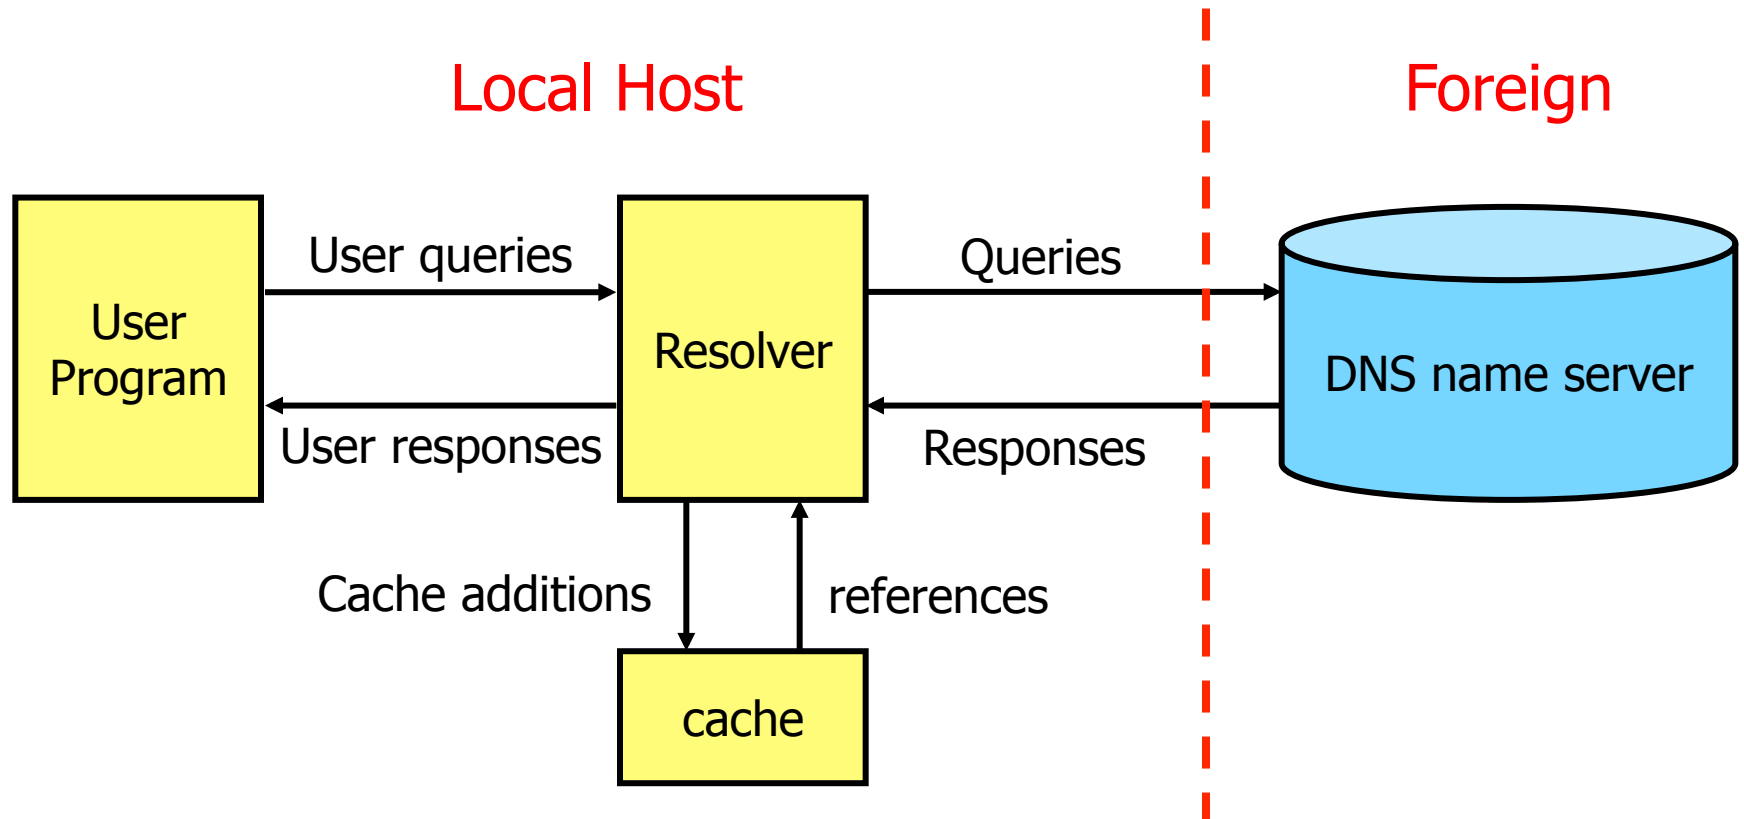 Local Host
Foreign
User queries
Queries
User
Program
Resolver
DNS name server
User responses
Responses
Cache additions
references
cache